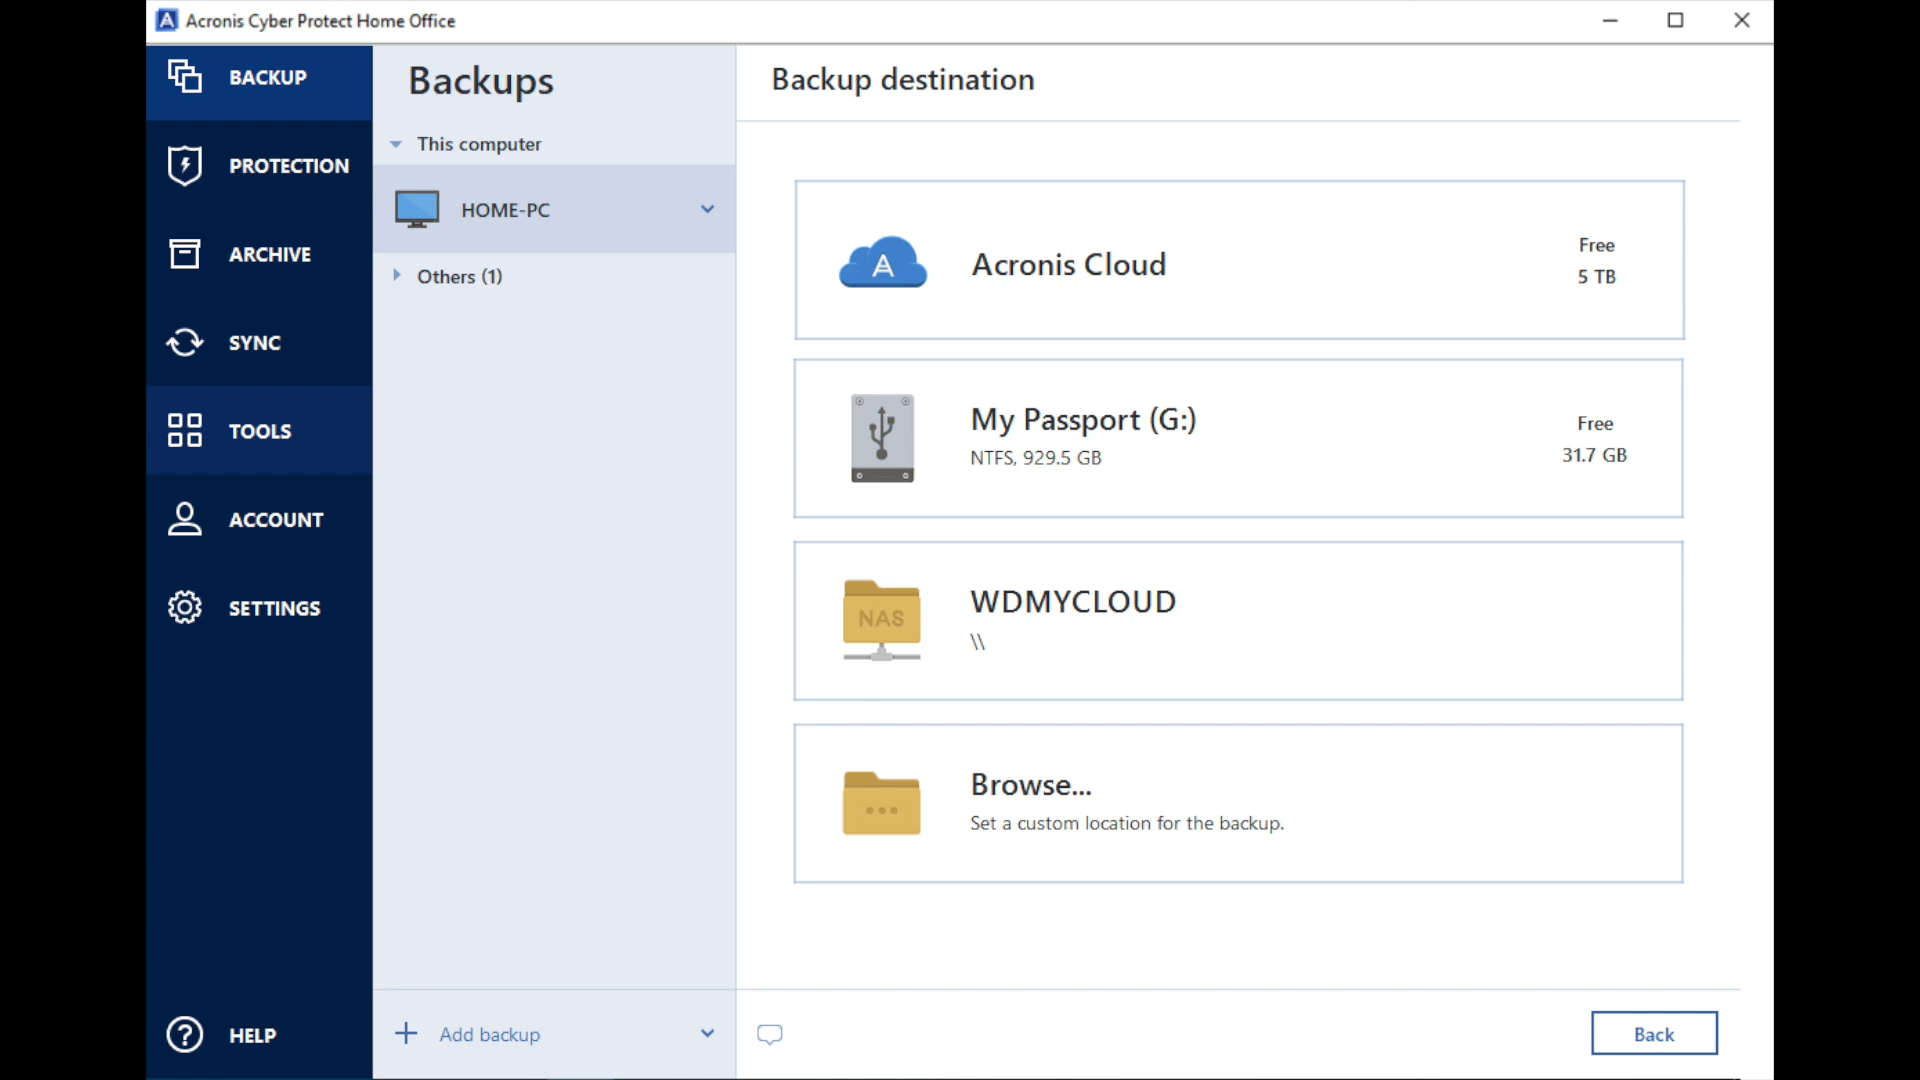 Acronis Cyber Protect Home Office
BACKUP
PROTECTION
ARCHIVE
SYNC
TOOLS
ACCOUNT
SETTINGS
HELP
Backups
This computer
HOME-PC
Others (1)
Add backup
Backup destination
Acronis Cloud
Free
5 TB
My Passport (G:)
NTFS, 929.5 GB
Free
31.7 GB
NAS
WDMYCLOUD
\\
Browse...
Set a custom location for the backup.
Back